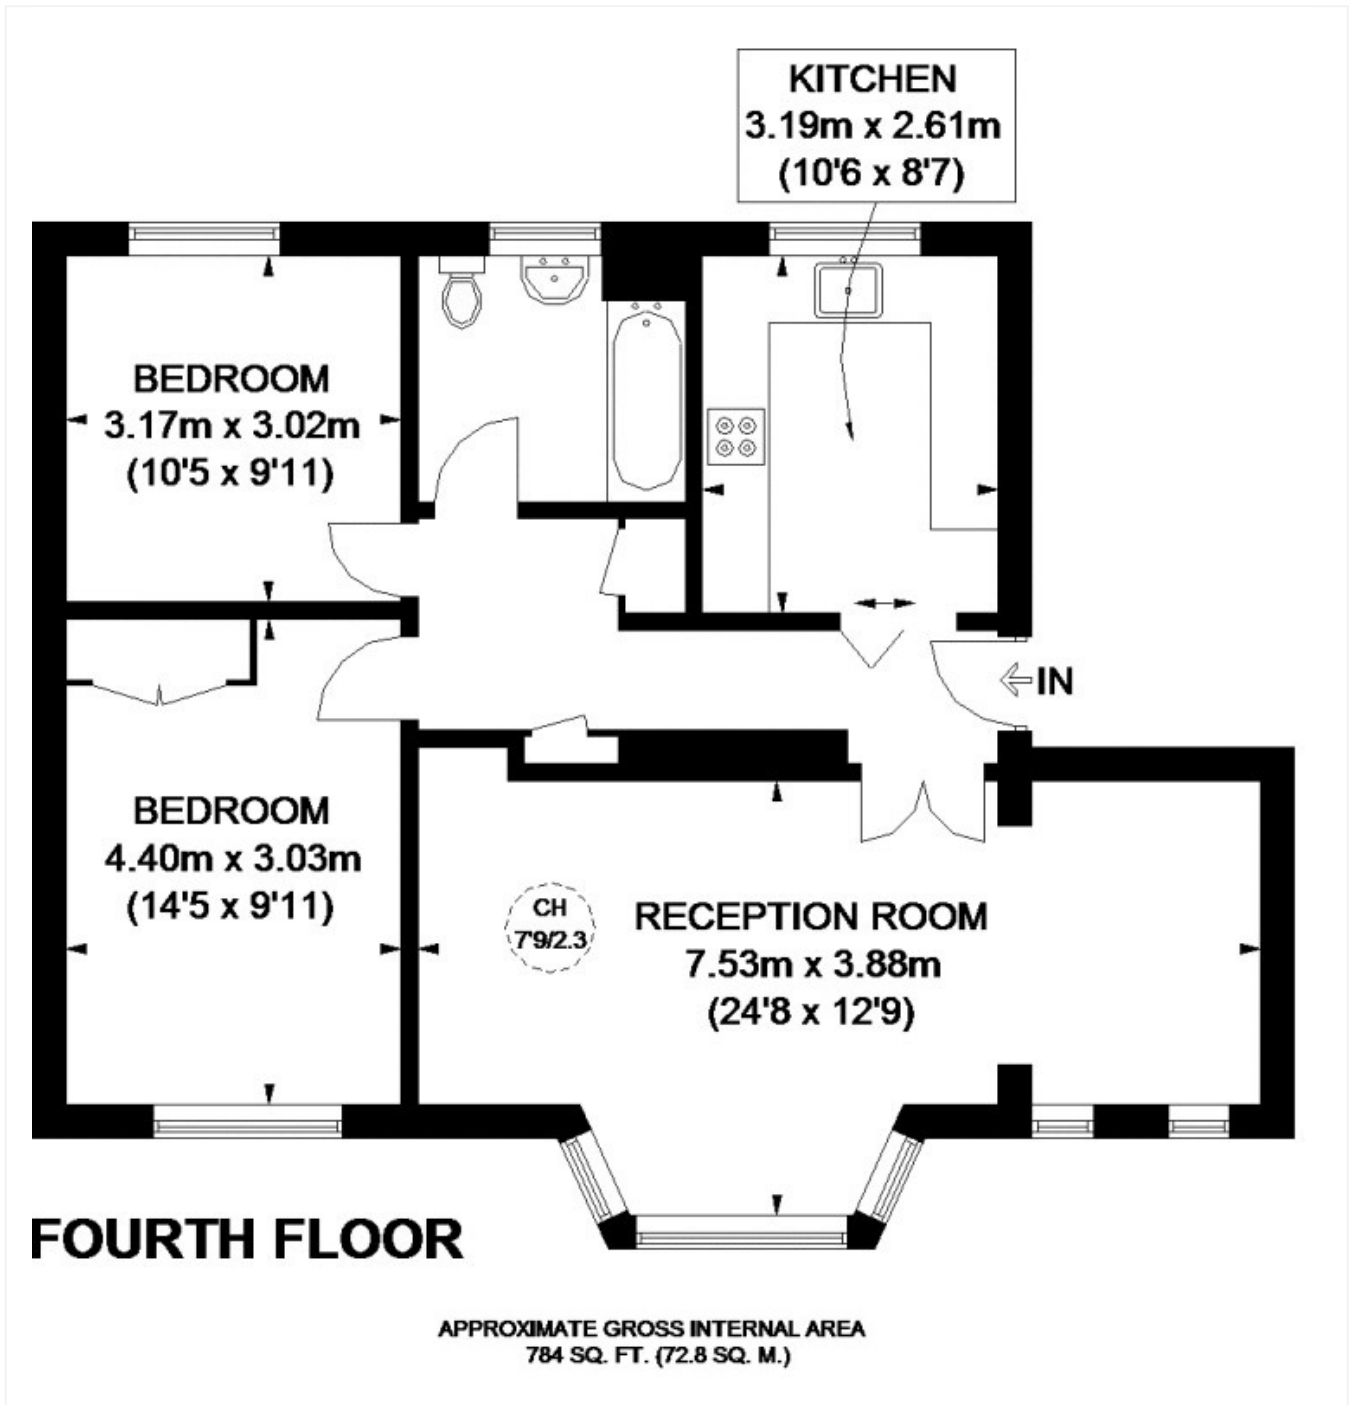 KITCHEN
3.19m x 2.61m
(10'6 x 8'7)
BEDROOM
3.17m x 3.02m
(10'5 x 9'11)
IN
BEDROOM
4.40m x 3.03m
(14'5 x 9'11)
CH
7'9/2.3
RECEPTION ROOM
7.53m x 3.88m
(24'8 x 12'9)
FOURTH FLOOR
APPROXIMATE GROSS INTERNAL AREA
784 SQ. FT. (72.8 SQ. M.)